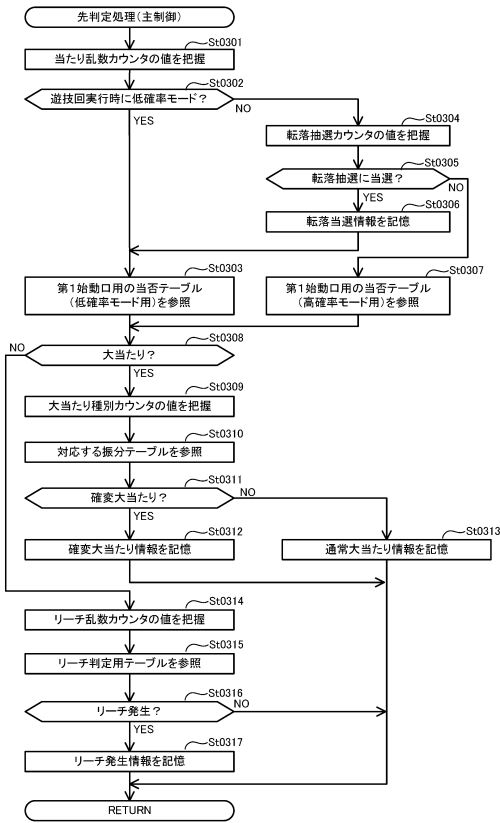 先判定処理(主制御)
St0301
当たり乱数カウンタの値を把握
St0302
遊技回実行時に低確率モード?
NO
YES
St0304
転落抽選カウンタの値を把握
St0305
転落抽選に当選?
NO
YES
St0306
転落当選情報を記憶
St0303
第1始動口用の当否テーブル
(低確率モード用)を参照
St0307
第1始動口用の当否テーブル
(高確率モード用)を参照
St0308
NO
大当たり?
YES
St0309
大当たり種別カウンタの値を把握
St0310
対応する振分テーブルを参照
St0311
確変大当たり?
NO
YES
St0312
確変大当たり情報を記憶
St0313
通常大当たり情報を記憶
St0314
リーチ乱数カウンタの値を把握
St0315
リーチ判定用テーブルを参照
St0316
リーチ発生?
NO
YES
St0317
リーチ発生情報を記憶
RETURN